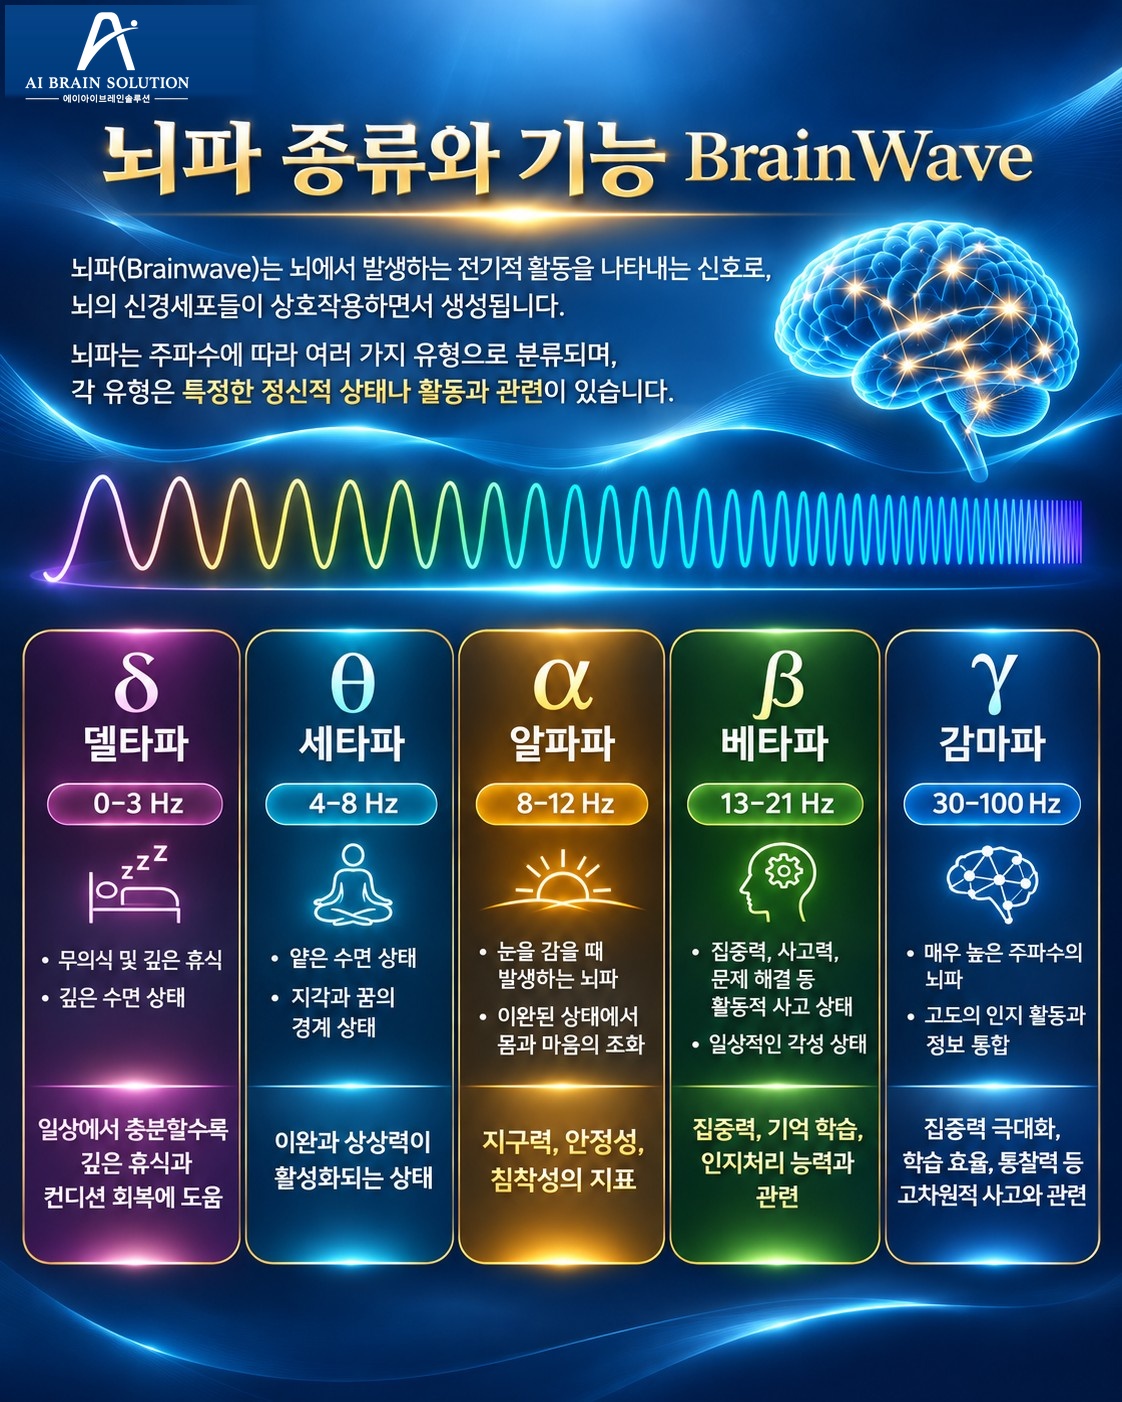 AI BRAIN SOLUTION
에이아이브레인솔루션
뇌파 종류와 기능 BrainWave
뇌파(Brainwave)는 뇌에서 발생하는 전기적 활동을 나타내는 신호로,
뇌의 신경세포들이 상호작용하면서 생성됩니다.
뇌파는 주파수에 따라 여러 가지 유형으로 분류되며,
각 유형은 특정한 정신적 상태나 활동과 관련이 있습니다.
δ
델타파
0-3 Hz
z z z
• 무의식 및 깊은 휴식
• 깊은 수면 상태
일상에서 충분할수록
깊은 휴식과
컨디션 회복에 도움
θ
세타파
4-8 Hz
• 얕은 수면 상태
• 지각과 꿈의
경계 상태
이완과 상상력이
활성화되는 상태
α
알파파
8-12 Hz
• 눈을 감을 때
발생하는 뇌파
• 이완된 상태에서
몸과 마음의 조화
지구력, 안정성,
침착성의 지표
β
베타파
13-21 Hz
• 집중력, 사고력,
문제 해결 등
활동적 사고 상태
• 일상적인 각성 상태
집중력, 기억 학습,
인지처리 능력과
관련
γ
감마파
30-100 Hz
• 매우 높은 주파수의
뇌파
• 고도의 인지 활동과
정보 통합
집중력 극대화,
학습 효율, 통찰력 등
고차원적 사고와 관련